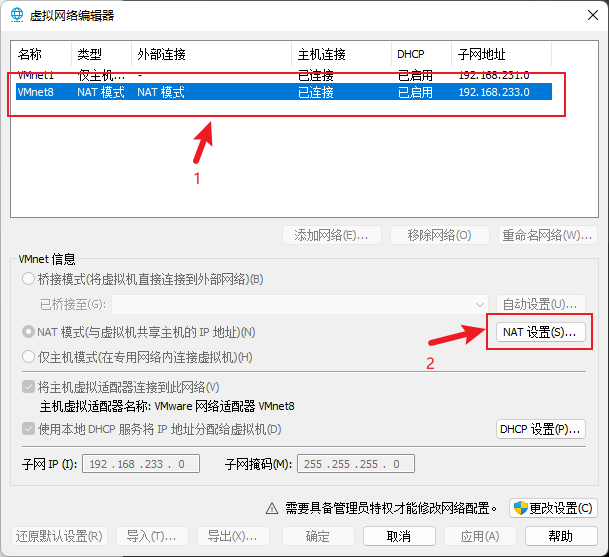 虚拟网络编辑器
名称 类型 外部连接 主机连接 DHCP 子网地址
VMnet1 仅主机... - 已连接 已启用 192.168.231.0
VMnet8 NAT 模式 NAT 模式 已连接 已启用 192.168.233.0
1
添加网络(E)... 移除网络(O) 重命名网络(W)...
VMnet 信息
桥接模式(将虚拟机直接连接到外部网络)(B)
已桥接至(G): 自动设置(U)...
NAT 模式(与虚拟机共享主机的 IP 地址)(N) NAT 设置(S)...
2
仅主机模式(在专用网络内连接虚拟机)(H)
将主机虚拟适配器连接到此网络(V)
主机虚拟适配器名称: VMware 网络适配器 VMnet8
使用本地 DHCP 服务将 IP 地址分配给虚拟机(D) DHCP 设置(P)...
子网 IP (I): 192 .168 .233 . 0 子网掩码(M): 255 .255 .255 . 0
需要具备管理员特权才能修改网络配置。 更改设置(C)
还原默认设置(R) 导入(T)... 导出(X)... 确定 取消 应用(A) 帮助